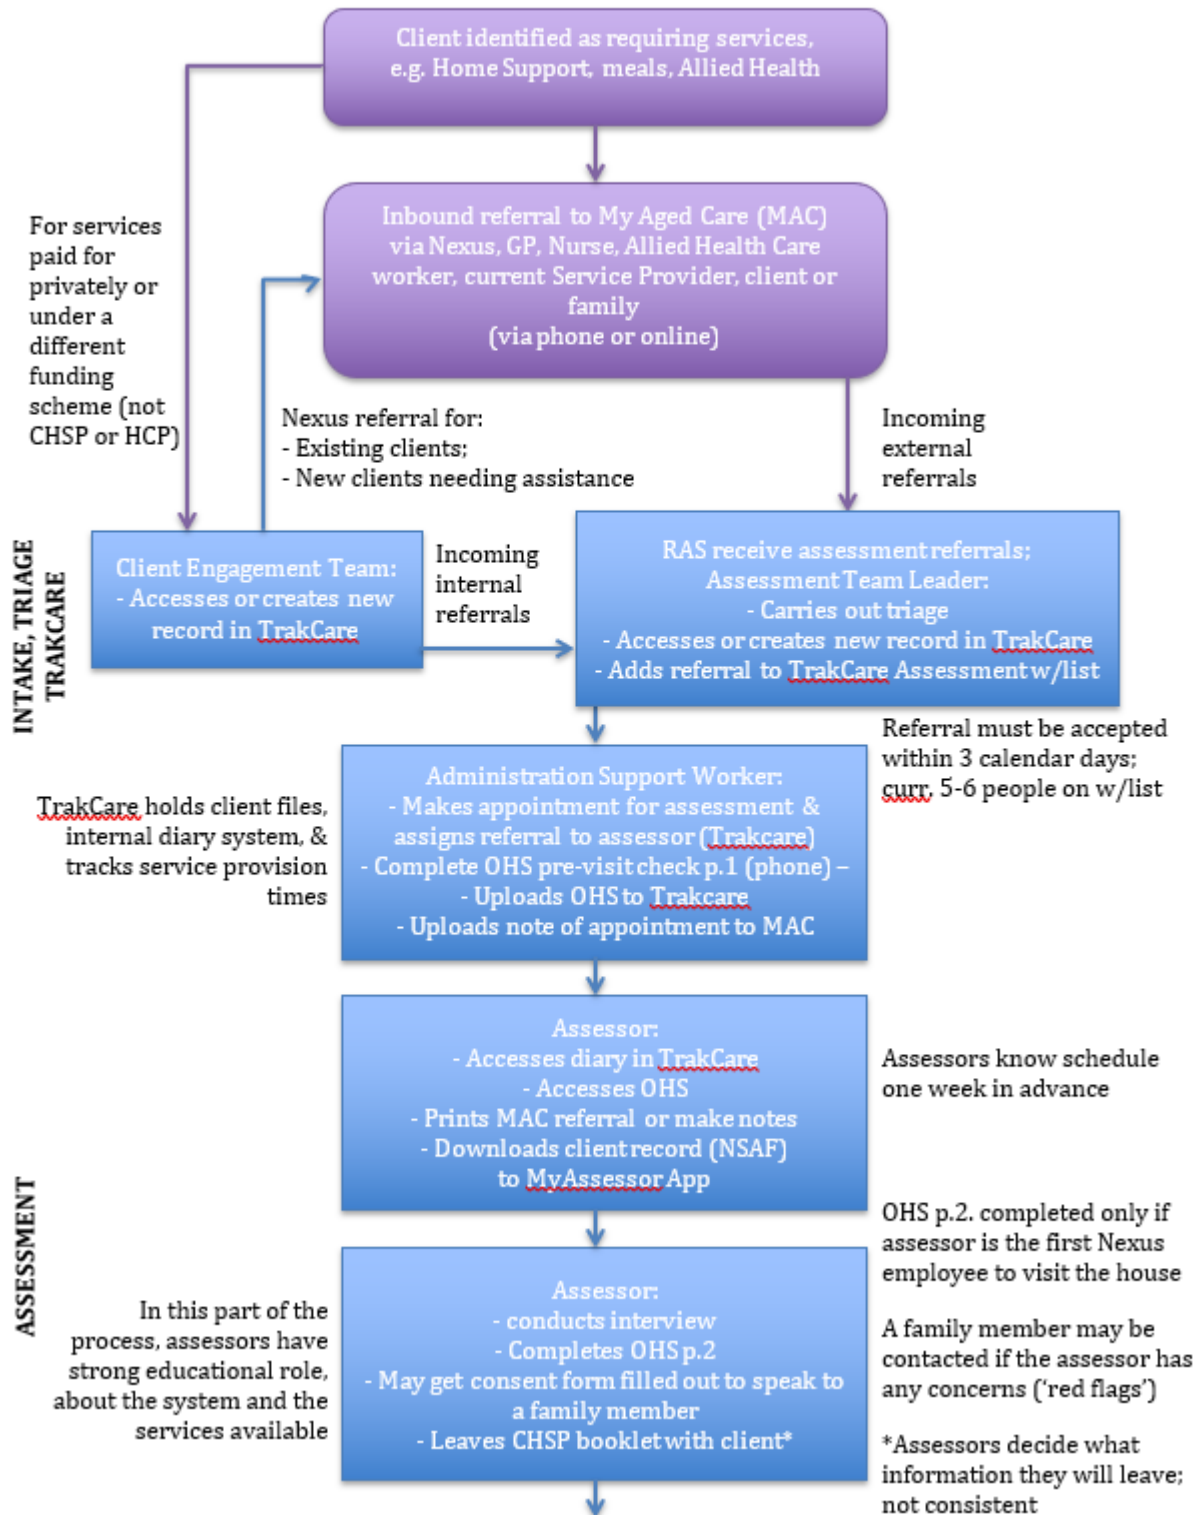 Client identified as requiring services,
e.g. Home Support, meals, Allied Health
For services
paid for
privately or
under a
different
funding
scheme (not
CHSP or HCP)
Inbound referral to My Aged Care (MAC)
via Nexus, GP, Nurse, Allied Health Care
worker, current Service Provider, client or
family
(via phone or online)
Nexus referral for:
- Existing clients;
- New clients needing assistance
Incoming
external
referrals
INTAKE, TRIAGE
TRAKCARE
Client Engagement Team:
- Accesses or creates new
record in TrakCare
Incoming
internal
referrals
RAS receive assessment referrals;
Assessment Team Leader:
- Carries out triage
- Accesses or creates new record in TrakCare
- Adds referral to TrakCare Assessment w/list
Referral must be accepted
within 3 calendar days;
curr. 5-6 people on w/list
TrakCare holds client files,
internal diary system, &
tracks service provision
times
Administration Support Worker:
- Makes appointment for assessment &
assigns referral to assessor (Trakcare)
- Complete OHS pre-visit check p.1 (phone) –
- Uploads OHS to Trakcare
- Uploads note of appointment to MAC
ASSESSMENT
Assessor:
- Accesses diary in TrakCare
- Accesses OHS
- Prints MAC referral or make notes
- Downloads client record (NSAF)
to MyAssessor App
Assessors know schedule
one week in advance
In this part of the
process, assessors have
strong educational role,
about the system and the
services available
Assessor:
- conducts interview
- Completes OHS p.2
- May get consent form filled out to speak to
a family member
- Leaves CHSP booklet with client*
OHS p.2. completed only if
assessor is the first Nexus
employee to visit the house
A family member may be
contacted if the assessor has
any concerns (‘red flags’)
*Assessors decide what
information they will leave;
not consistent